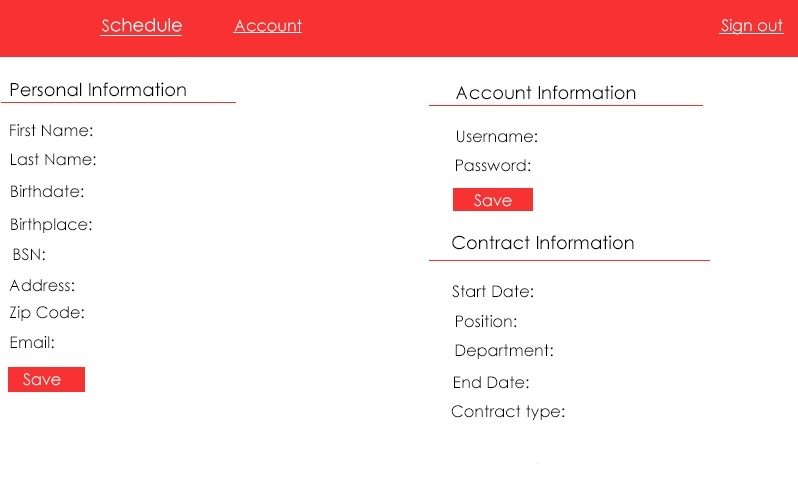 Schedule Account Sign out
Personal Information
First Name:
Last Name:
Birthdate:
Birthplace:
BSN:
Address:
Zip Code:
Email:
Save
Account Information
Username:
Password:
Save
Contract Information
Start Date:
Position:
Department:
End Date:
Contract type: